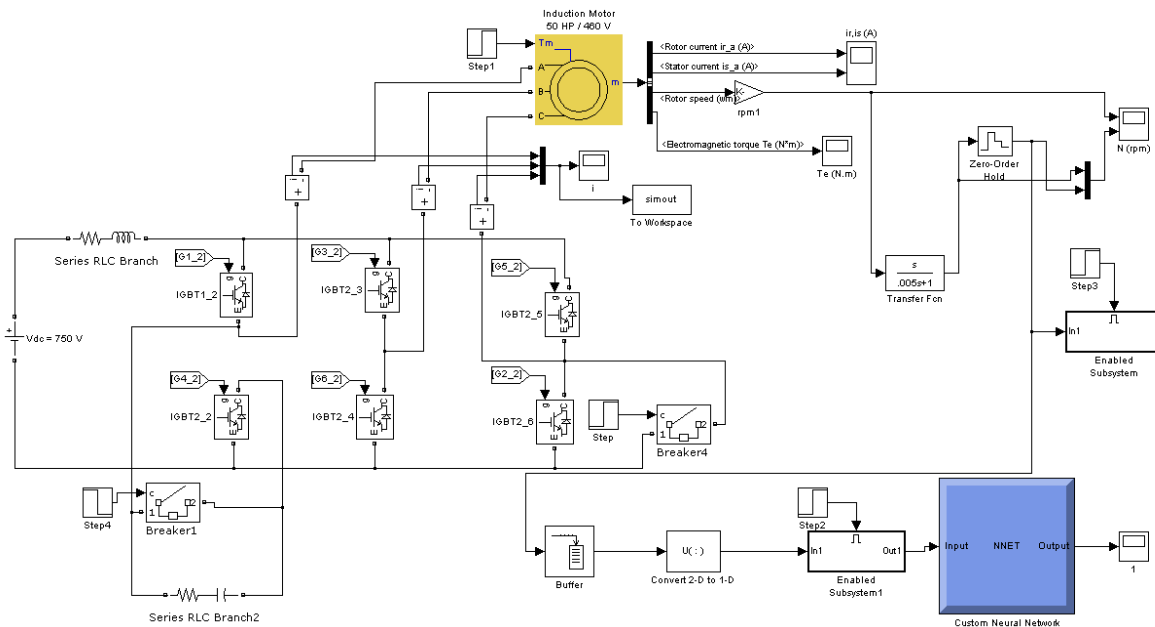 Induction Motor
50 HP / 460 V
Tm
A
B
C
m
Step1
<Rotor current ir_a (A)>
<Stator current is_a (A)>
<Rotor speed (wm)>
<Electromagnetic torque Te (N*m)>
ir,is (A)
K-
rpm1
Te (N.m)
N (rpm)
Zero-Order
Hold
i
simout
To Workspace
Series RLC Branch
Vdc = 750 V
[G1_2]
g
C
E
IGBT1_2
[G3_2]
g
C
E
IGBT2_3
[G5_2]
g
C
E
IGBT2_5
s
.005s+1
Transfer Fcn
Step3
In1
Enabled
Subsystem
[G4_2]
g
C
E
IGBT2_2
[G6_2]
g
C
E
IGBT2_4
[G2_2]
g
C
E
IGBT2_6
Step
c
1
2
Breaker4
Step4
c
1
2
Breaker1
Series RLC Branch2
Buffer
U( : )
Convert 2-D to 1-D
Step2
In1
Out1
Enabled
Subsystem1
Input
NNET
Output
Custom Neural Network
1